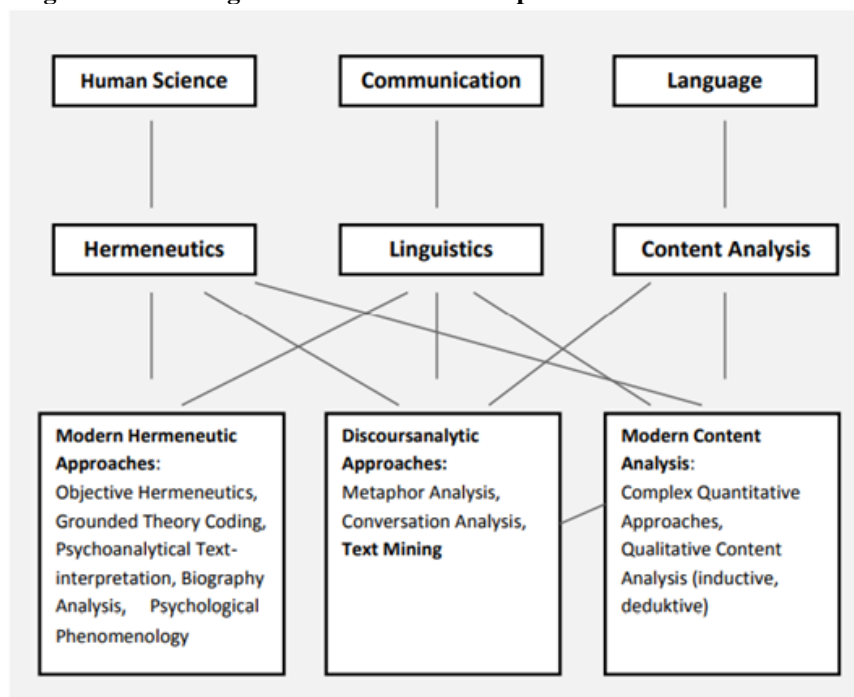 Human Science
Communication
Language
Hermeneutics
Linguistics
Content Analysis
Modern Hermeneutic
Approaches:
Objective Hermeneutics,
Grounded Theory Coding,
Psychoanalytical Text-
interpretation, Biography
Analysis, Psychological
Phenomenology
Discoursanalytic
Approaches:
Metaphor Analysis,
Conversation Analysis,
Text Mining
Modern Content
Analysis:
Complex Quantitative
Approaches,
Qualitative Content
Analysis (inductive,
deduktive)